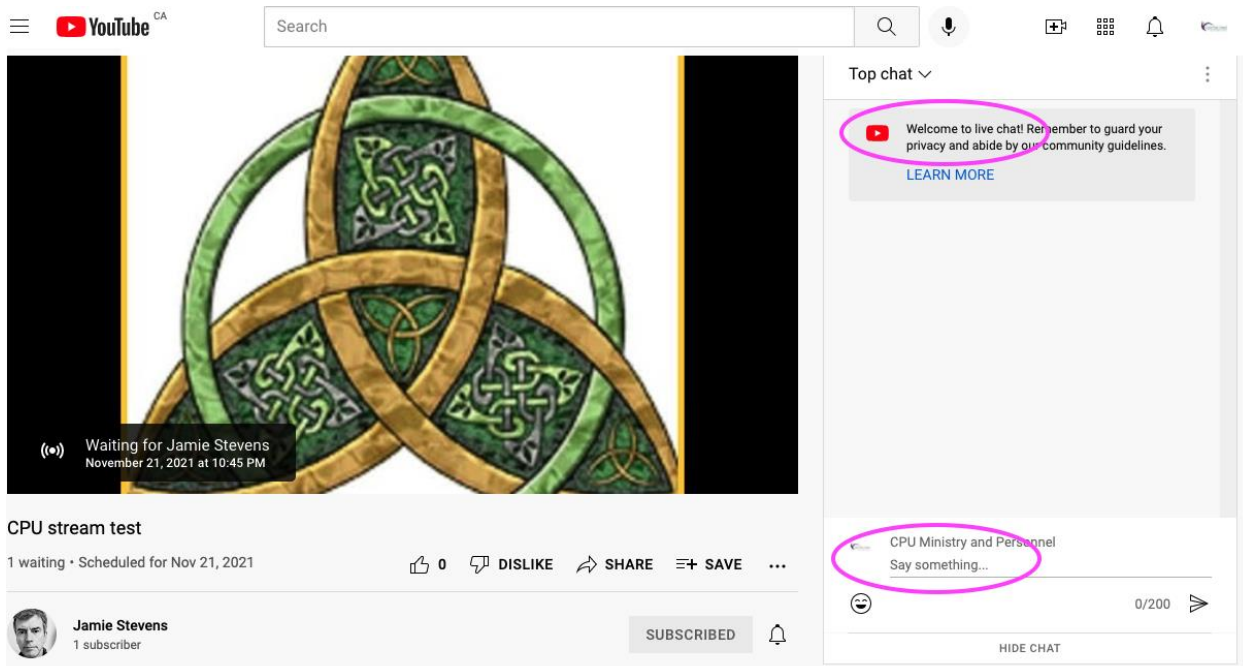 YouTube CA
Search
Top chat
Welcome to live chat! Remember to guard your
privacy and abide by our community guidelines.
LEARN MORE
Waiting for Jamie Stevens
November 21, 2021 at 10:45 PM
CPU stream test
1 waiting • Scheduled for Nov 21, 2021
0 DISLIKE SHARE SAVE
Jamie Stevens
1 subscriber
SUBSCRIBED
CPU Ministry and Personnel
Say something...
0/200
HIDE CHAT